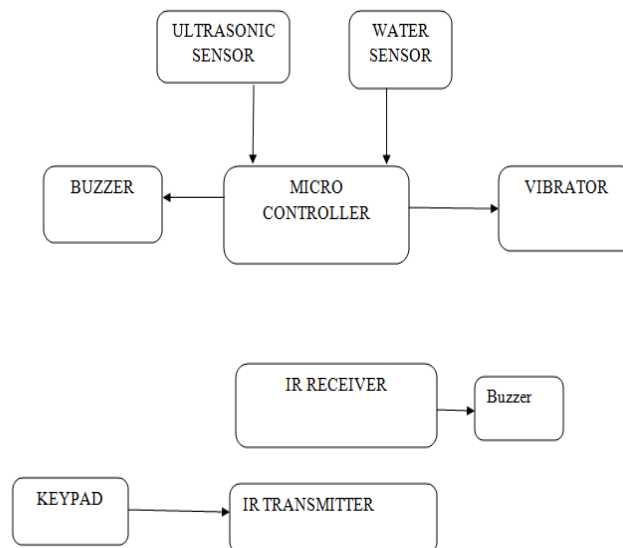 ULTRASONIC
SENSOR
WATER
SENSOR
BUZZER
MICRO
CONTROLLER
VIBRATOR
IR RECEIVER
Buzzer
KEYPAD
IR TRANSMITTER